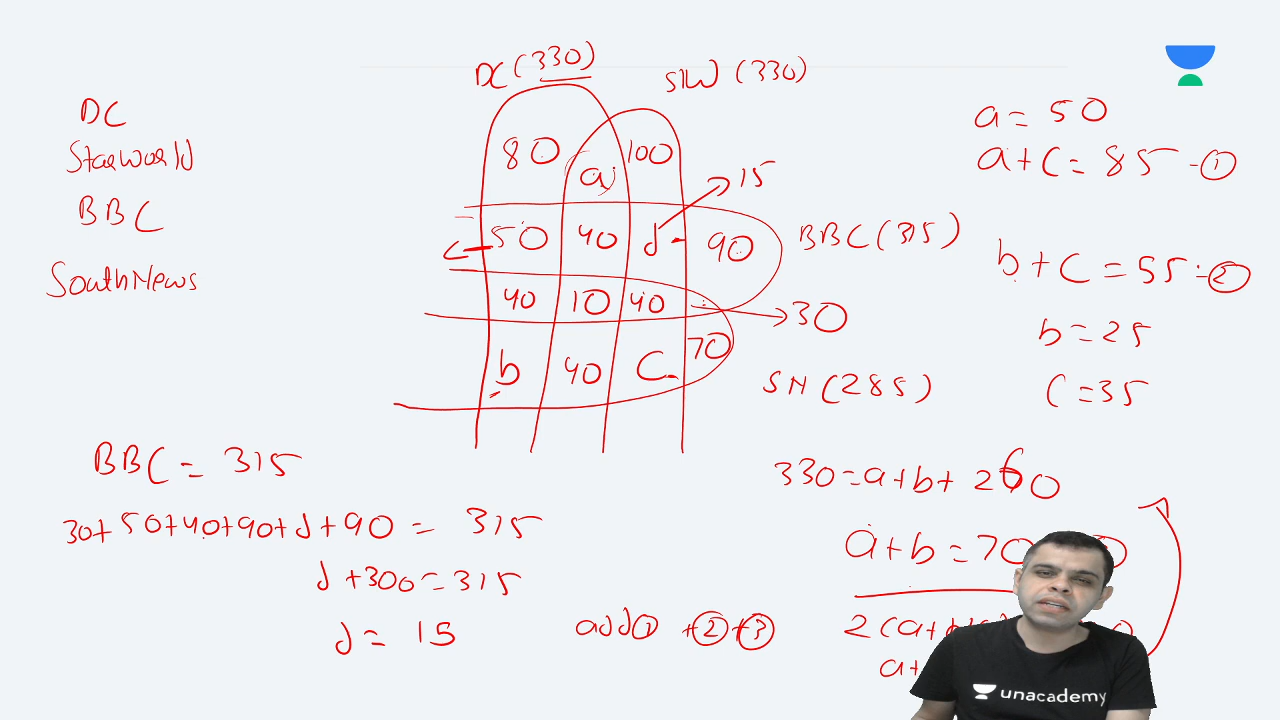 DC (330)
SW (330)
DC
Starworld
BBC
SouthNews
80
a
100
15
50
40
d
90
BBC (315)
40
10
40
30
b
40
C
70
SN (285)
a = 50
a + c = 85 - ①
b + c = 55 - ②
b = 25
C = 35
BBC = 315
30+50+40+90+d+90 = 315
d + 300 = 315
d = 15
330 = a + b + 260
a + b = 70
add ① + ② + ③
2(a+
a+
unacademy